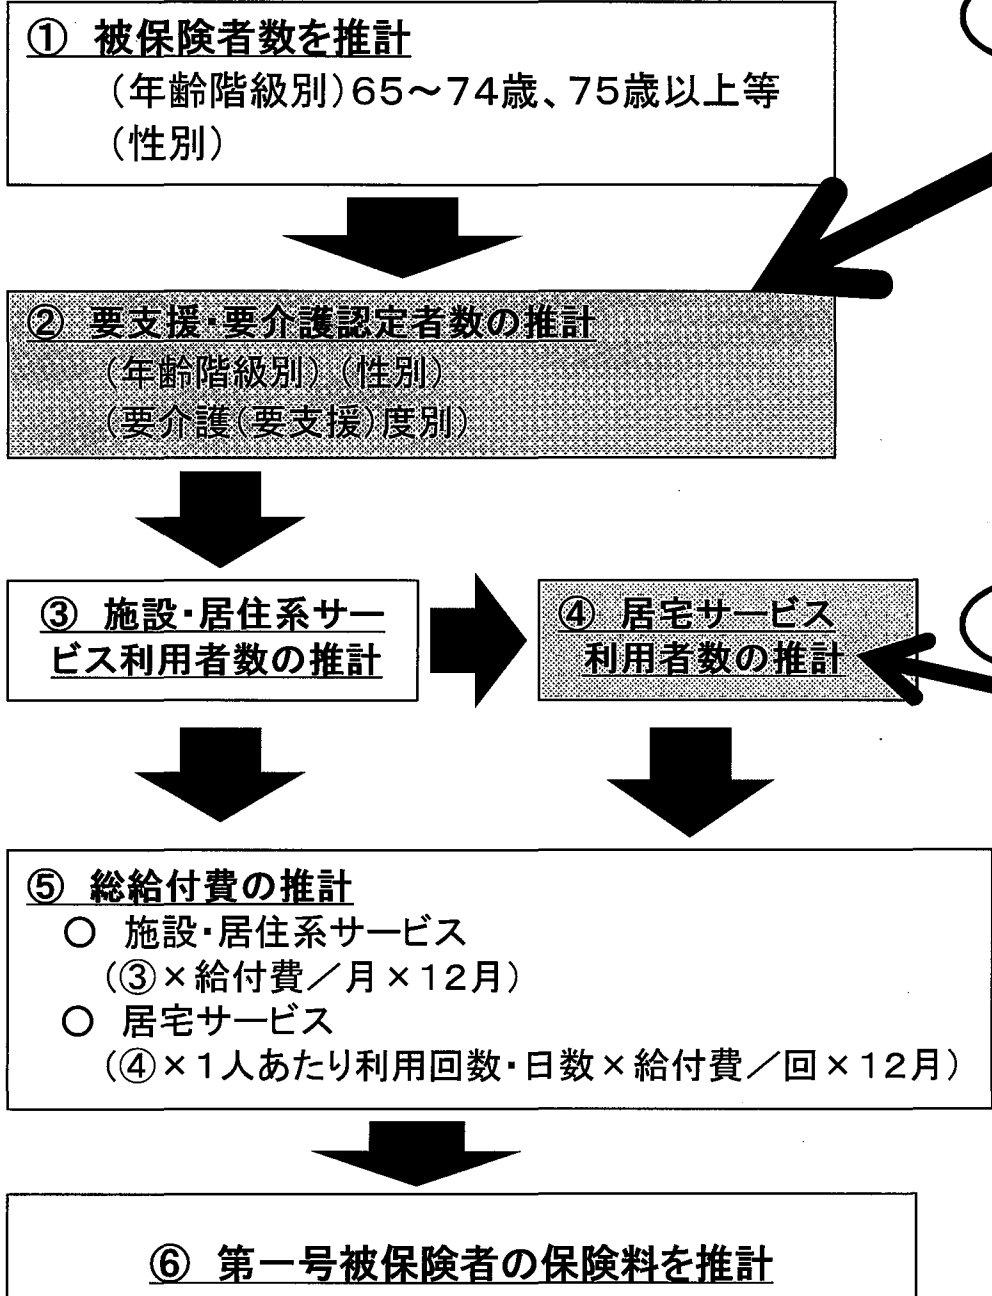 ① 被保険者数を推計
(年齢階級別)65～74歳、75歳以上等
(性別)
② 要支援・要介護認定者数の推計
(年齢階級別)(性別)
(要介護(要支援)度別)
③ 施設・居住系サー
ビス利用者数の推計
④ 居宅サービス
利用者数の推計
⑤ 総給付費の推計
○ 施設・居住系サービス
(③×給付費／月×12月)
○ 居宅サービス
(④×1人あたり利用回数・日数×給付費／回×12月)
⑥ 第一号被保険者の保険料を推計